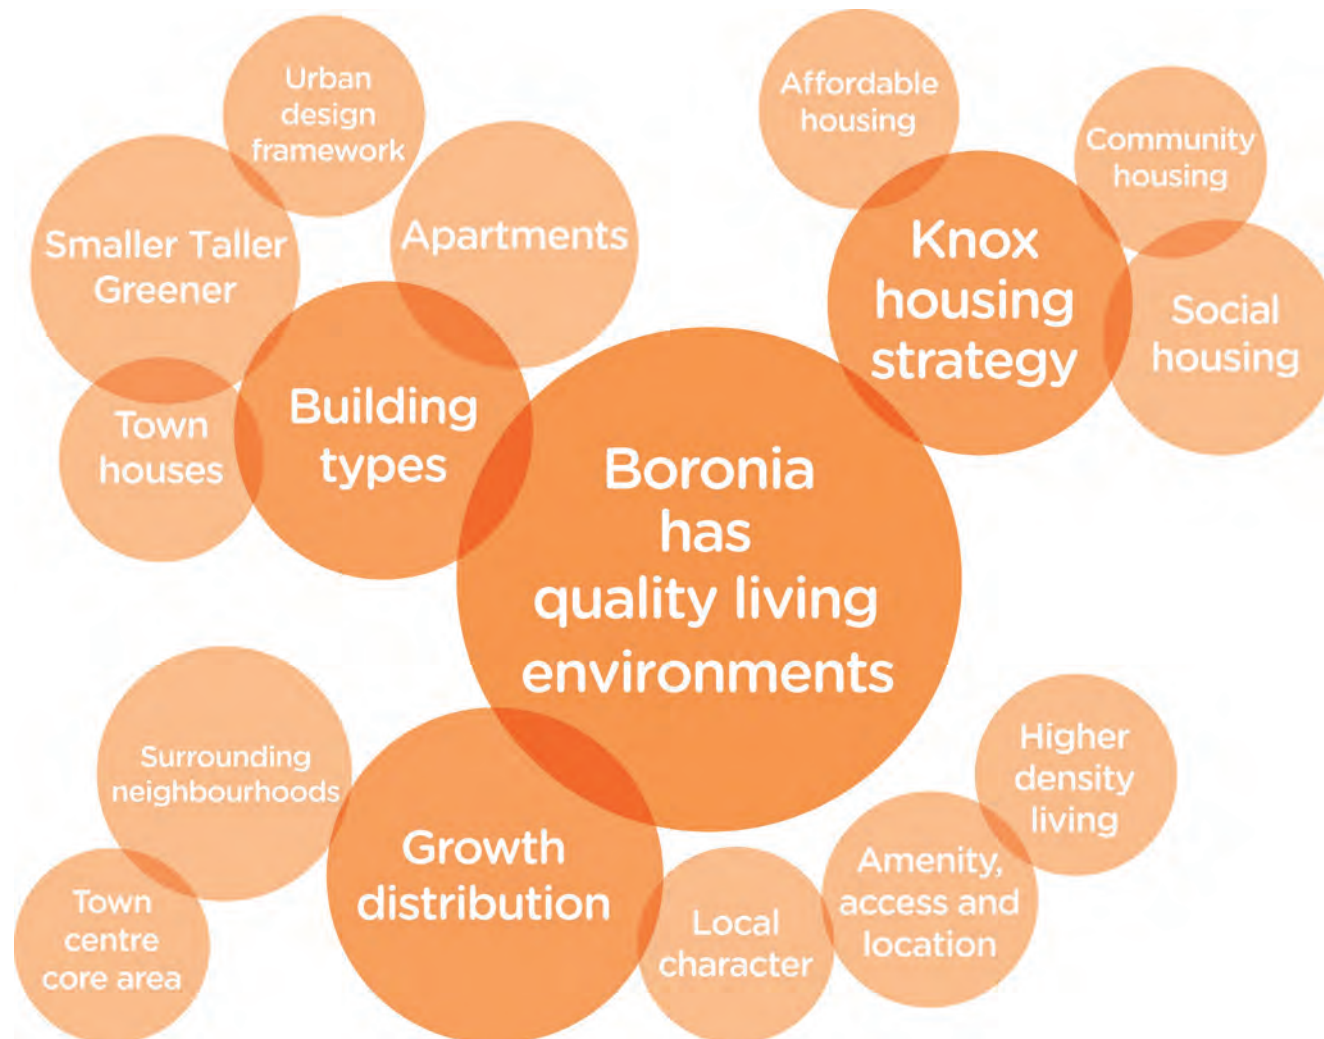 Urban
design
framework
Smaller Taller
Greener
Apartments
Town
houses
Building
types
Affordable
housing
Community
housing
Knox
housing
strategy
Social
housing
Boronia
has
quality living
environments
Surrounding
neighbourhoods
Town
centre
core area
Growth
distribution
Local
character
Amenity,
access and
location
Higher
density
living